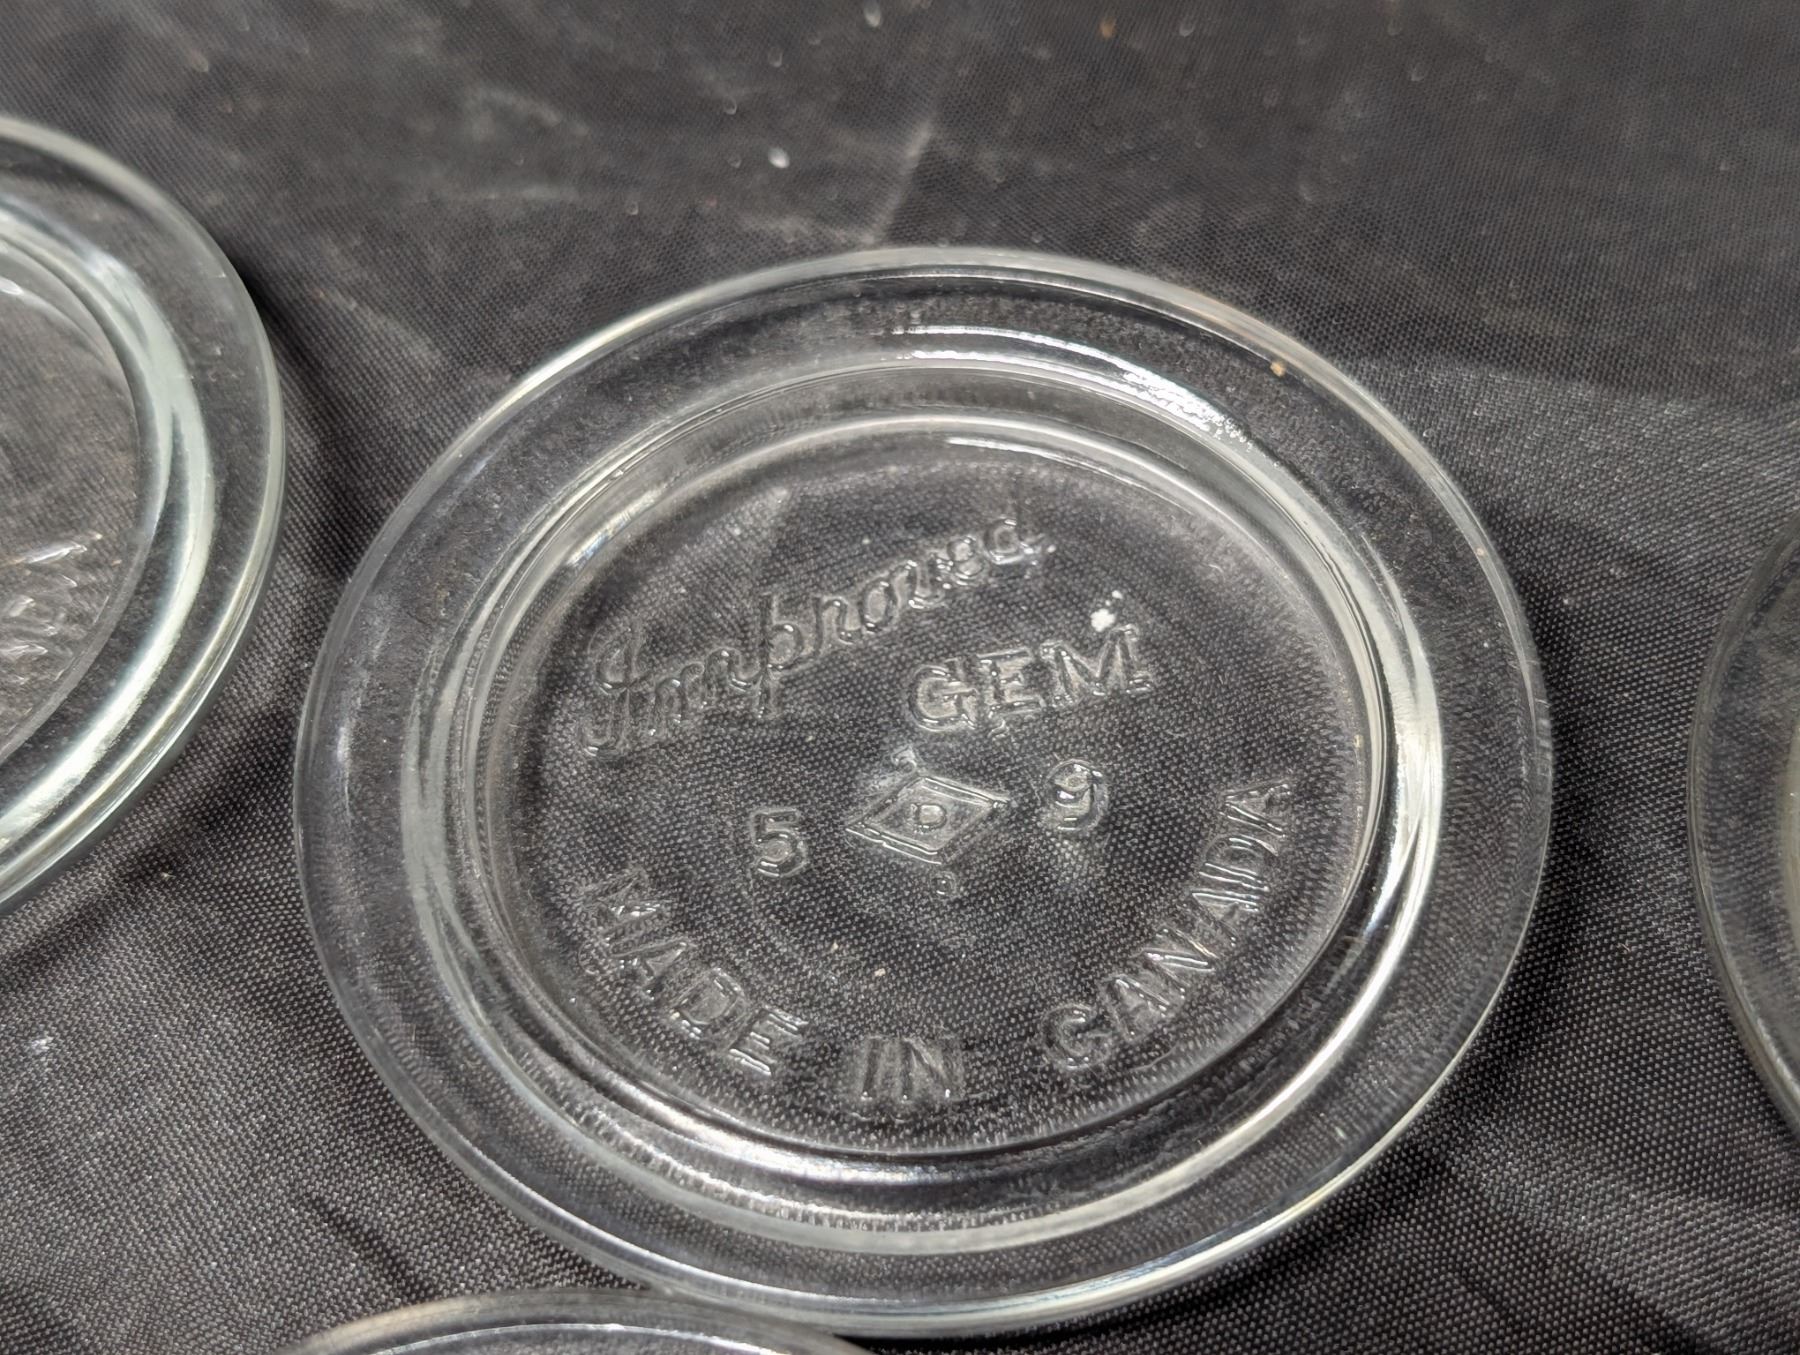 Improved
GEM
5 D 9
MADE IN CANADA